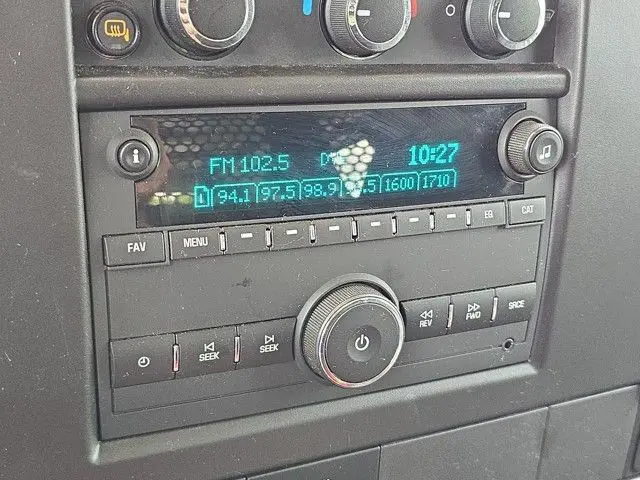 FM 102.5 10:27
1 94.1 97.5 98.9 1600 1710
FAV MENU EQ CAT
SEEK SEEK REV FWD SRCE